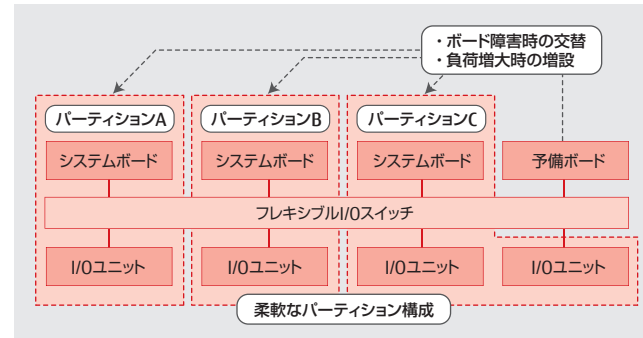 ・ボード障害時の交替
・負荷増大時の増設
パーティションA
パーティションB
パーティションC
システムボード
システムボード
システムボード
予備ボード
フレキシブルI/Oスイッチ
I/Oユニット
I/Oユニット
I/Oユニット
I/Oユニット
柔軟なパーティション構成